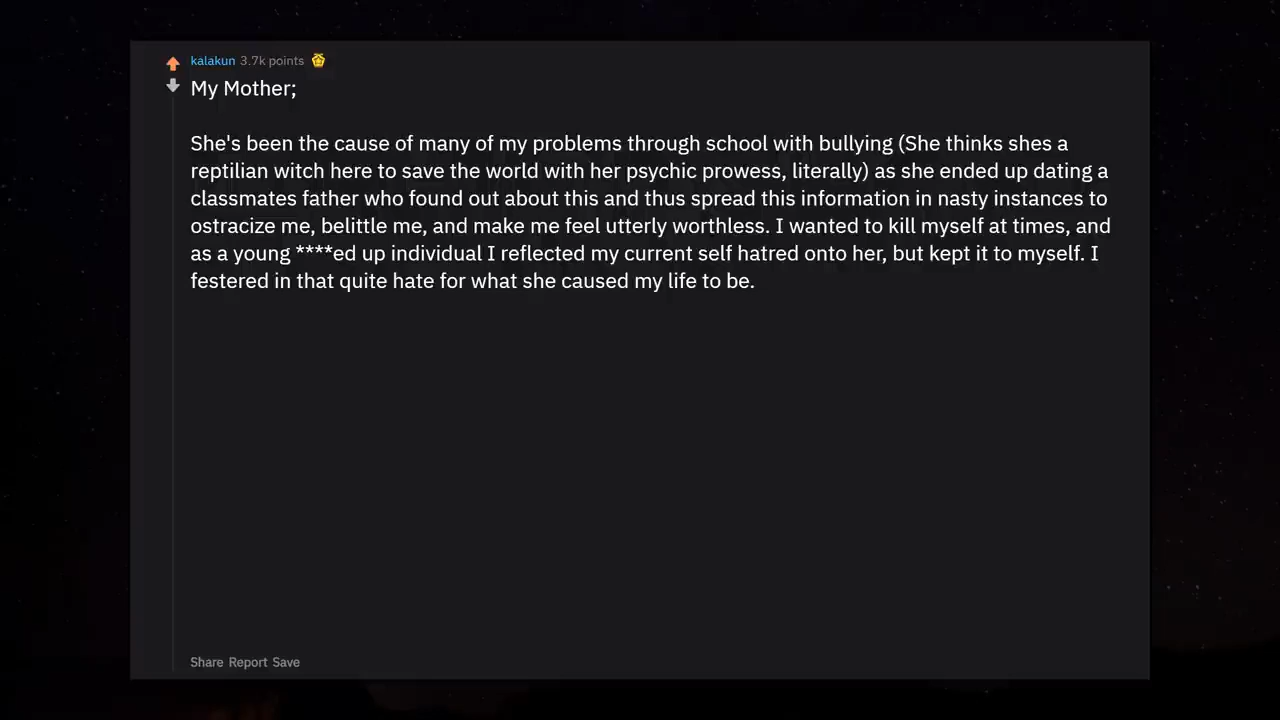 kalakun 3.7k points
My Mother;
She's been the cause of many of my problems through school with bullying (She thinks shes a
reptilian witch here to save the world with her psychic prowess, literally) as she ended up dating a
classmates father who found out about this and thus spread this information in nasty instances to
ostracize me, belittle me, and make me feel utterly worthless. I wanted to kill myself at times, and
as a young ****ed up individual I reflected my current self hatred onto her, but kept it to myself. I
festered in that quite hate for what she caused my life to be.
Share Report Save